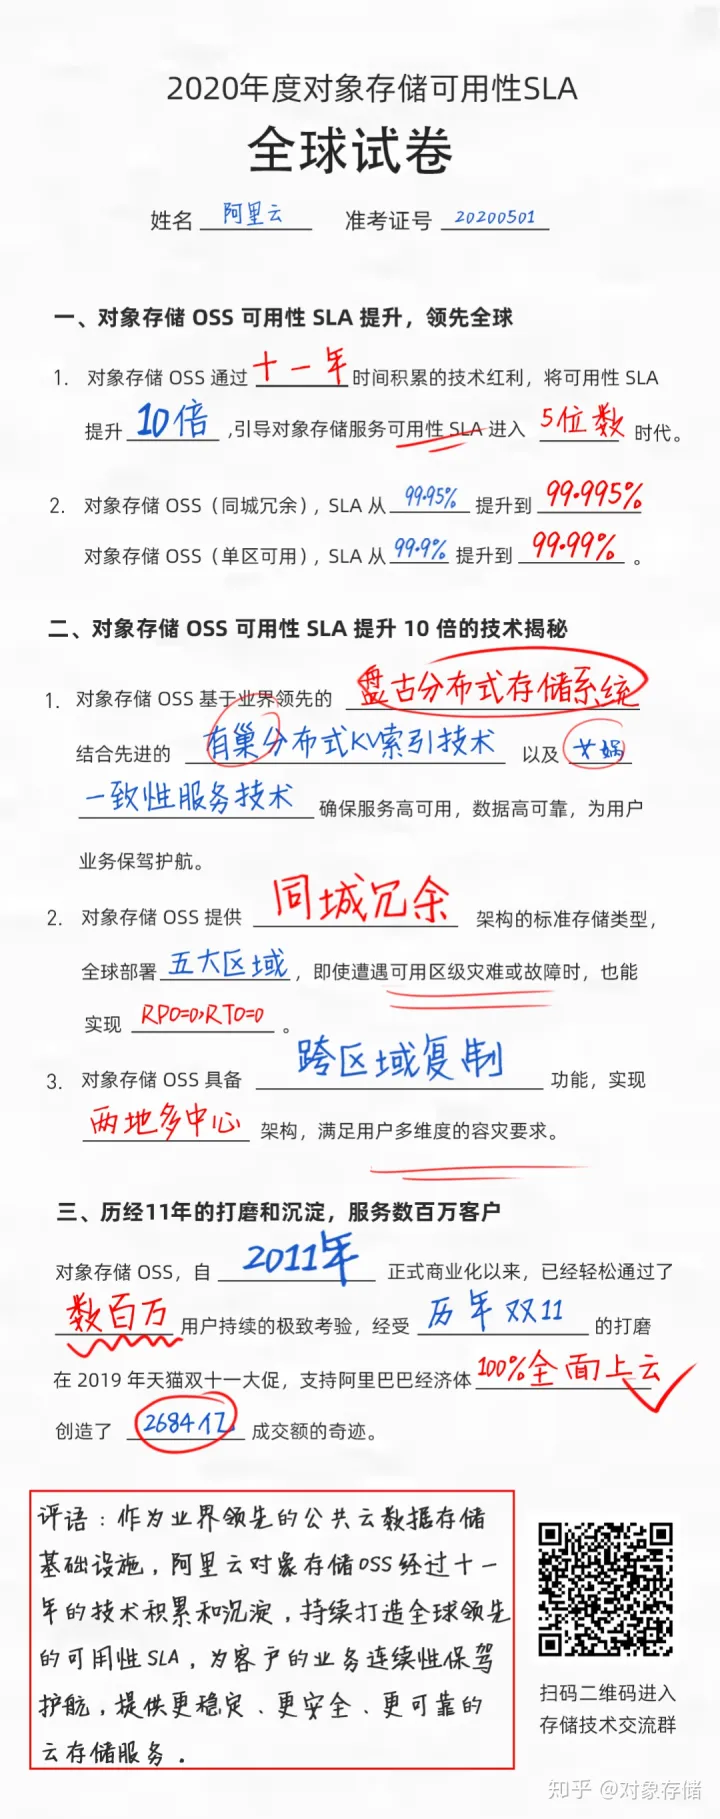 2020年度对象存储可用性SLA
全球试卷
姓名 阿里云 准考证号 20200501
一、对象存储 OSS 可用性 SLA 提升，领先全球
1. 对象存储 OSS 通过 十一年 时间积累的技术红利，将可用性 SLA
提升 10倍 ,引导对象存储服务可用性 SLA 进入 5位数 时代。
2. 对象存储 OSS（同城冗余），SLA 从 99.95% 提升到 99.995%
对象存储 OSS（单区可用），SLA 从 99.9% 提升到 99.99% 。
二、对象存储 OSS 可用性 SLA 提升 10 倍的技术揭秘
1. 对象存储 OSS 基于业界领先的 盘古分布式存储系统
结合先进的 有巢分布式KV索引技术 以及 女娲
一致性服务技术 确保服务高可用，数据高可靠，为用户
业务保驾护航。
2. 对象存储 OSS 提供 同城冗余 架构的标准存储类型，
全球部署 五大区域 ，即使遭遇可用区级灾难或故障时，也能
实现 RPO=0,RTO=0 。
3. 对象存储 OSS 具备 跨区域复制 功能，实现
两地多中心 架构，满足用户多维度的容灾要求。
三、历经11年的打磨和沉淀，服务数百万客户
对象存储 OSS，自 2011年 正式商业化以来，已经轻松通过了
数百万 用户持续的极致考验，经受 历年双11 的打磨
在 2019 年天猫双十一大促，支持阿里巴巴经济体 100%全面上云
创造了 2684亿 成交额的奇迹。
评语：作为业界领先的公共云数据存储
基础设施，阿里云对象存储OSS经过十一
年的技术积累和沉淀，持续打造全球领先
的可用性SLA，为客户的业务连续性保驾
护航，提供更稳定、更安全、更可靠的
云存储服务。
扫码二维码进入
存储技术交流群
知乎 @对象存储